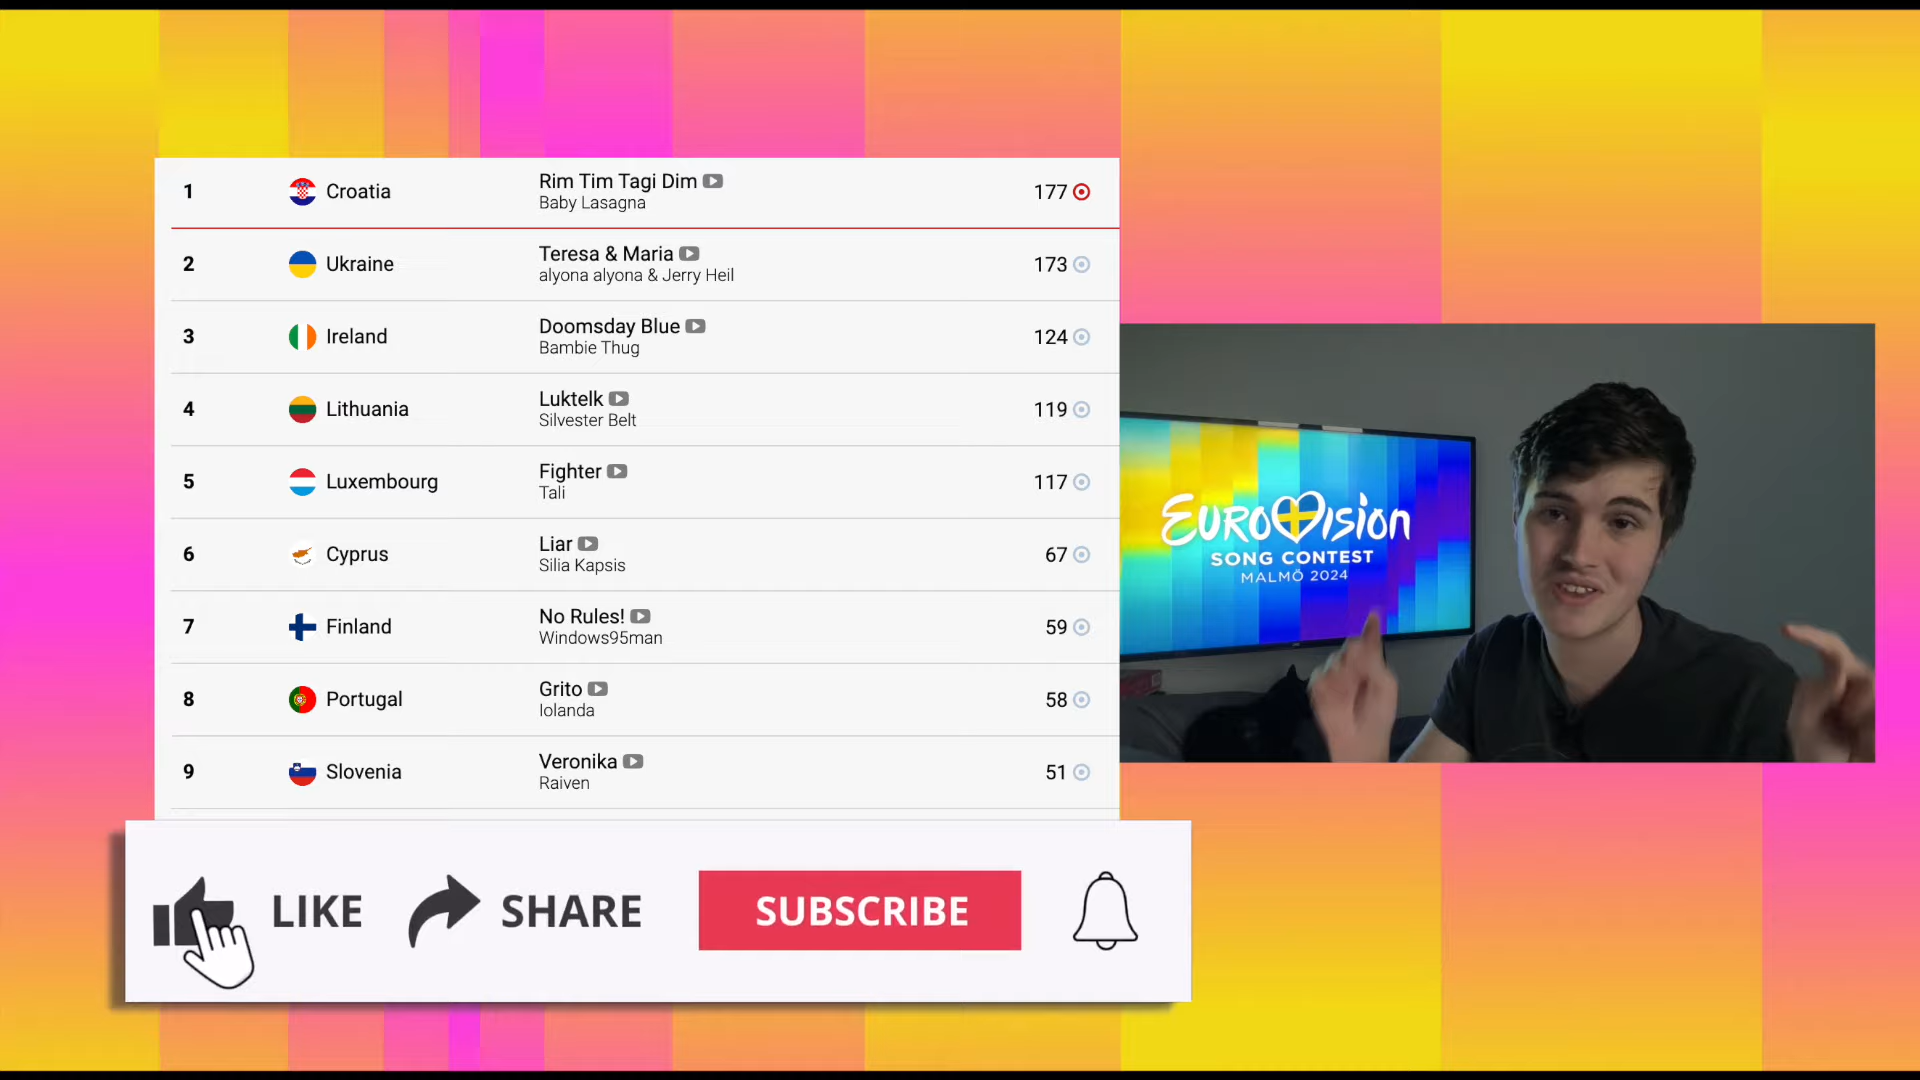 1 Croatia Rim Tim Tagi Dim 177
Baby Lasagna
2 Ukraine Teresa & Maria 173
alyona alyona & Jerry Heil
3 Ireland Doomsday Blue 124
Bambie Thug
4 Lithuania Luktelk 119
Silvester Belt
5 Luxembourg Fighter 117
Tali
6 Cyprus Liar 67
Silia Kapsis
7 Finland No Rules! 59
Windows95man
8 Portugal Grito 58
Iolanda
9 Slovenia Veronika 51
Raiven
EUROVISION
SONG CONTEST
MALMÖ 2024
LIKE SHARE SUBSCRIBE